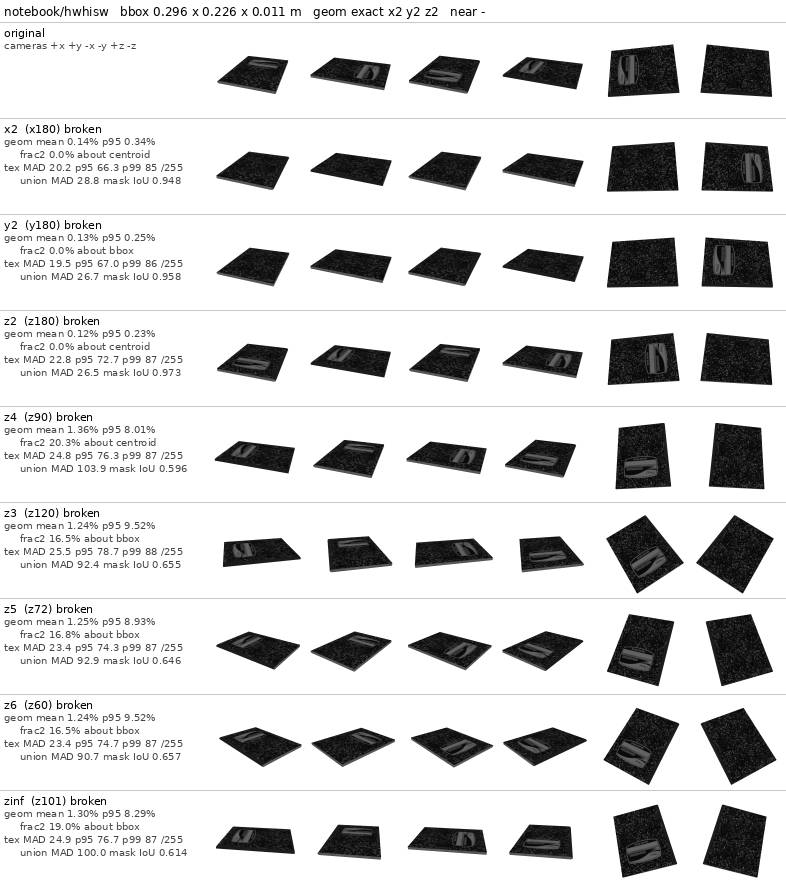 notebook/hwhisw bbox 0.296 x 0.226 x 0.011 m geom exact x2 y2 z2 near -
original
cameras +x +y -x -y +z -z
x2 (x180) broken
geom mean 0.14% p95 0.34%
frac2 0.0% about centroid
tex MAD 20.2 p95 66.3 p99 85 /255
union MAD 28.8 mask IoU 0.948
y2 (y180) broken
geom mean 0.13% p95 0.25%
frac2 0.0% about bbox
tex MAD 19.5 p95 67.0 p99 86 /255
union MAD 26.7 mask IoU 0.958
z2 (z180) broken
geom mean 0.12% p95 0.23%
frac2 0.0% about centroid
tex MAD 22.8 p95 72.7 p99 87 /255
union MAD 26.5 mask IoU 0.973
z4 (z90) broken
geom mean 1.36% p95 8.01%
frac2 20.3% about centroid
tex MAD 24.8 p95 76.3 p99 87 /255
union MAD 103.9 mask IoU 0.596
z3 (z120) broken
geom mean 1.24% p95 9.52%
frac2 16.5% about bbox
tex MAD 25.5 p95 78.7 p99 88 /255
union MAD 92.4 mask IoU 0.655
z5 (z72) broken
geom mean 1.25% p95 8.93%
frac2 16.8% about bbox
tex MAD 23.4 p95 74.3 p99 87 /255
union MAD 92.9 mask IoU 0.646
z6 (z60) broken
geom mean 1.24% p95 9.52%
frac2 16.5% about bbox
tex MAD 23.4 p95 74.7 p99 87 /255
union MAD 90.7 mask IoU 0.657
zinf (z101) broken
geom mean 1.30% p95 8.29%
frac2 19.0% about bbox
tex MAD 24.9 p95 76.7 p99 87 /255
union MAD 100.0 mask IoU 0.614